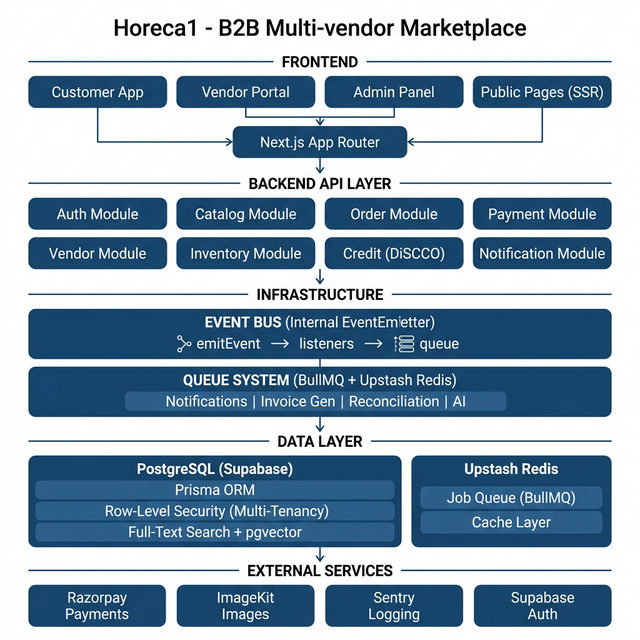 Horeca1 - B2B Multi-vendor Marketplace
FRONTEND
Customer App
Vendor Portal
Admin Panel
Public Pages (SSR)
Next.js App Router
BACKEND API LAYER
Auth Module
Catalog Module
Order Module
Payment Module
Vendor Module
Inventory Module
Credit (DiSCCO)
Notification Module
INFRASTRUCTURE
EVENT BUS (Internal EventEmietter)
emitEvent → listeners → queue
QUEUE SYSTEM (BullMQ + Upstash Redis)
Notifications | Invoice Gen | Reconciliation | AI
DATA LAYER
PostgreSQL (Supabase)
Prisma ORM
Row-Level Security (Multi-Tenancy)
Full-Text Search + pgvector
Upstash Redis
Job Queue (BullMQ)
Cache Layer
EXTERNAL SERVICES
Razorpay
Payments
ImageKit
Images
Sentry
Logging
Supabase
Auth